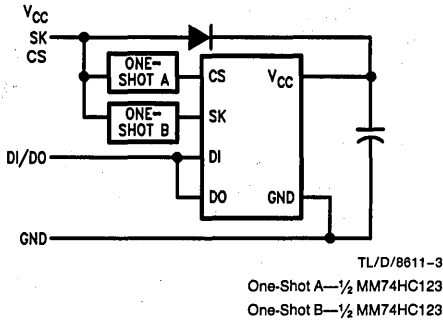 VCC
SK
CS
ONE-
SHOT A
ONE-
SHOT B
CS
VCC
SK
DI/DO
DI
DO
GND
GND
TL/D/8611-3
One-Shot A—½ MM74HC123
One-Shot B—½ MM74HC123